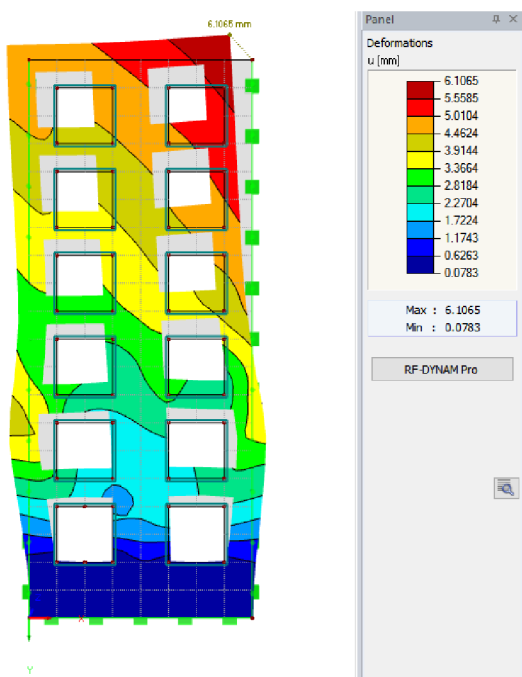 6.1065 mm
X
Y
Panel
Deformations
u [mm]
6.1065
5.5585
5.0104
4.4624
3.9144
3.3664
2.8184
2.2704
1.7224
1.1743
0.6263
0.0783
Max : 6.1065
Min : 0.0783
RF-DYNAM Pro